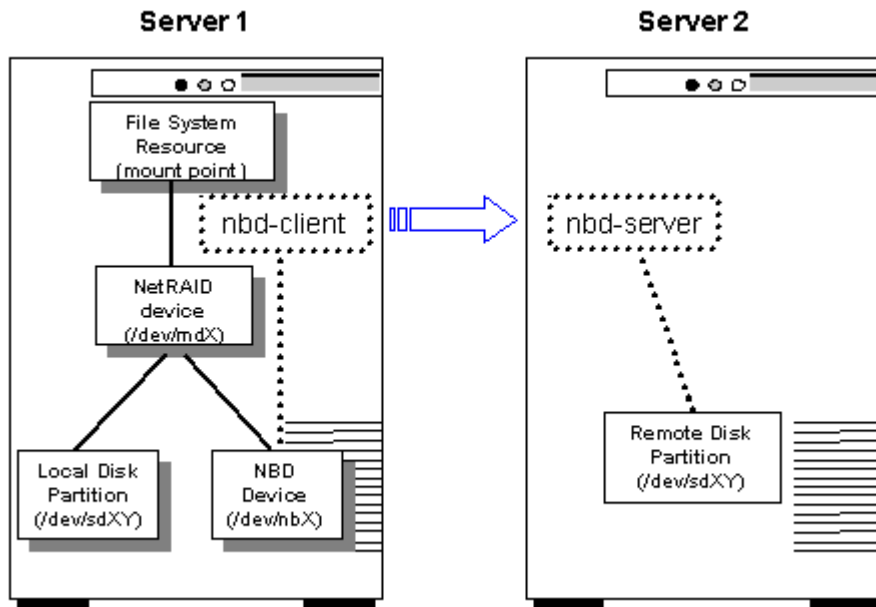 Server 1
Server 2
File System
Resource
(mount point)
nbd-client
nbd-server
NetRAID
device
(/dev/mdX)
Local Disk
Partition
(/dev/sdXY)
NBD
Device
(/dev/nbX)
Remote Disk
Partition
(/dev/sdXY)